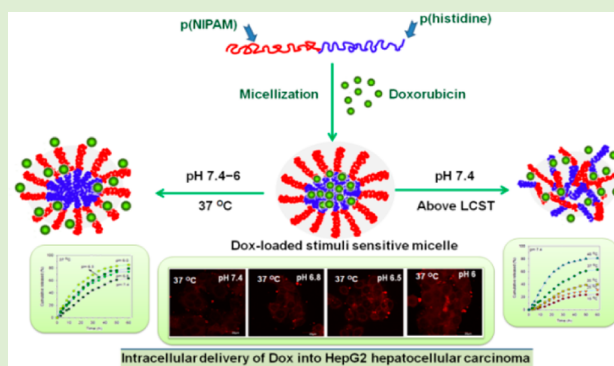 p(NIPAM)
p(histidine)
Micellization
Doxorubicin
pH 7.4–6
37 °C
pH 7.4
Above LCST
Dox-loaded stimuli sensitive micelle
37 °C
pH 7.4
37 °C
pH 6.8
37 °C
pH 6.5
37 °C
pH 6
Time (h)
Time (h)
Intracellular delivery of Dox into HepG2 hepatocellular carcinoma